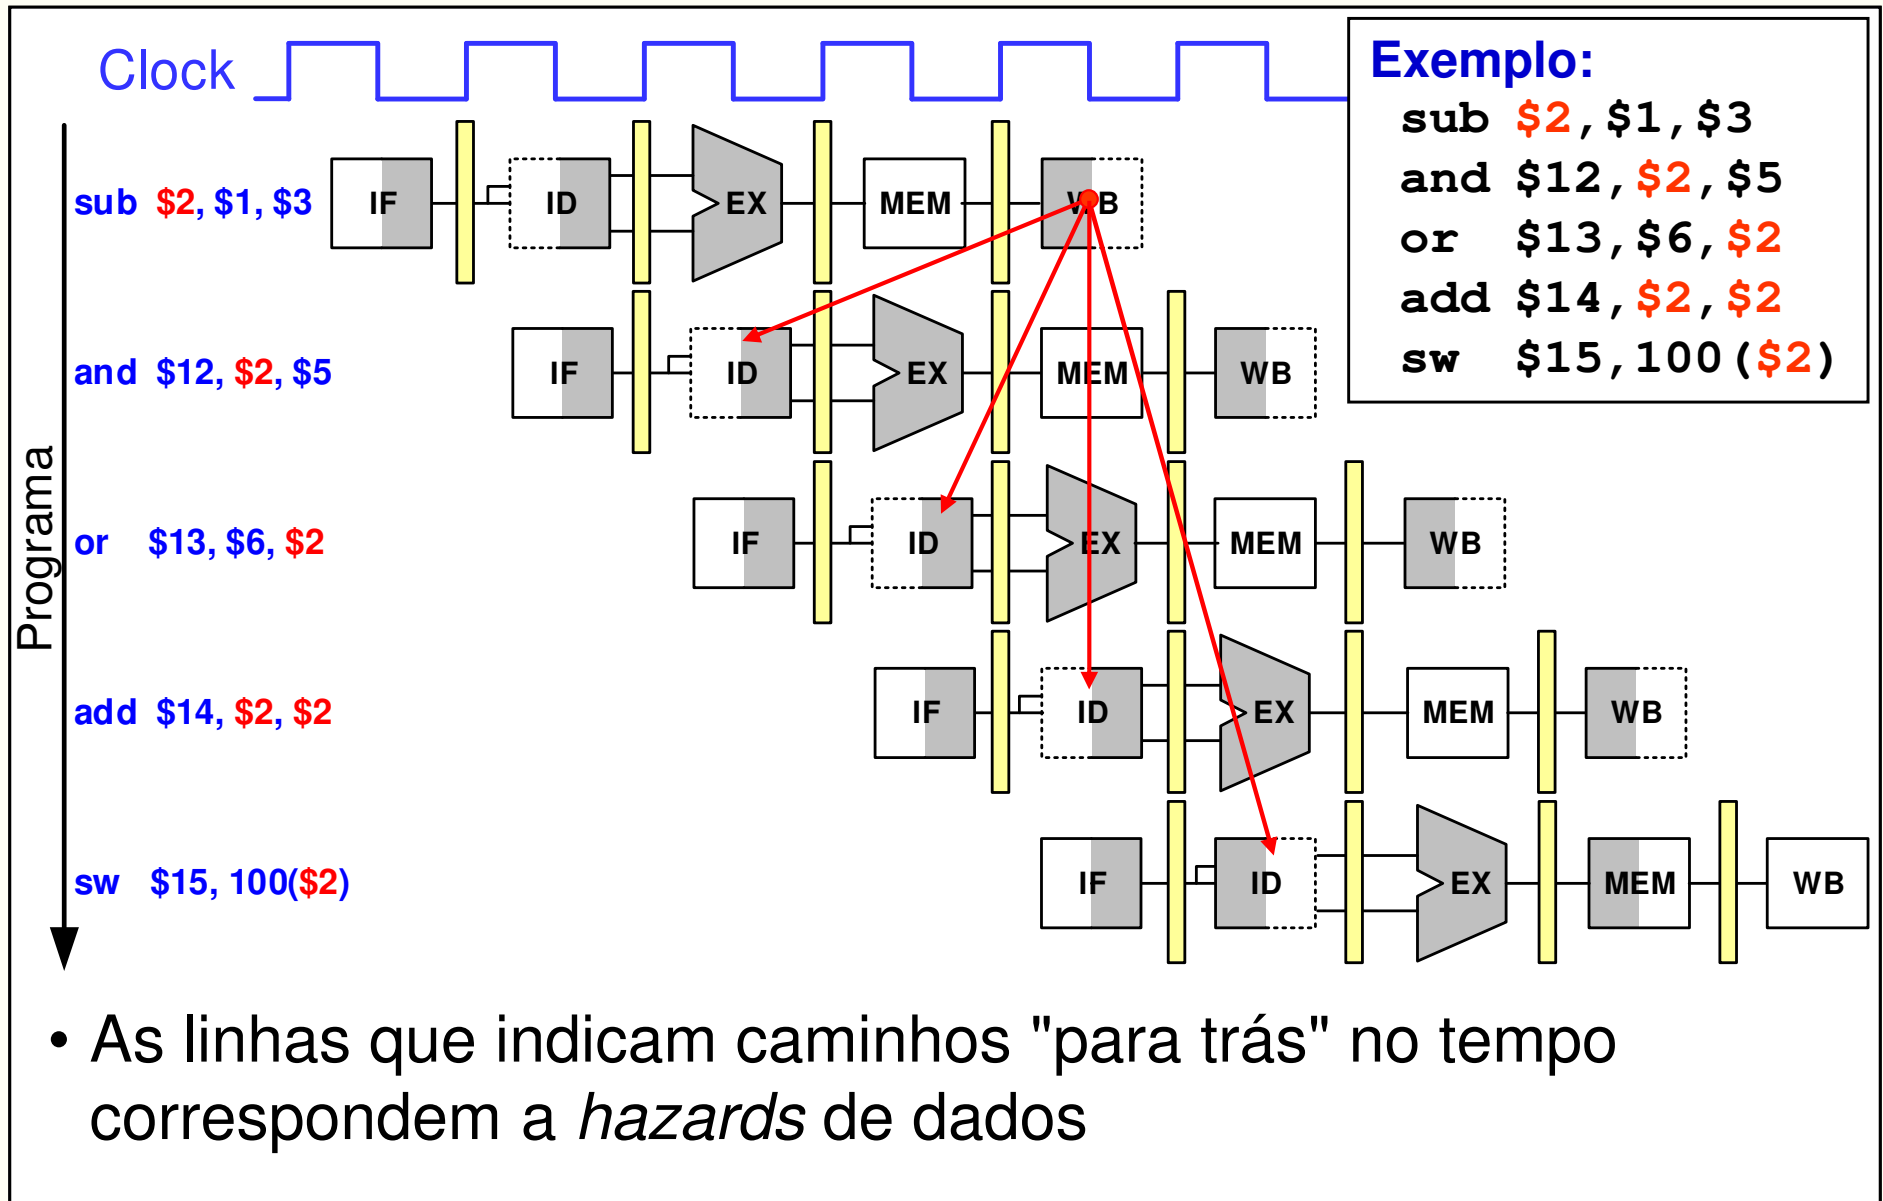 Clock
Exemplo:
sub $2,$1,$3
and $12,$2,$5
or $13,$6,$2
add $14,$2,$2
sw $15,100($2)
Programa
sub $2, $1, $3
IF ID EX MEM WB
and $12, $2, $5
IF ID EX MEM WB
or $13, $6, $2
IF ID EX MEM WB
add $14, $2, $2
IF ID EX MEM WB
sw $15, 100($2)
IF ID EX MEM WB
• As linhas que indicam caminhos "para trás" no tempo
correspondem a hazards de dados